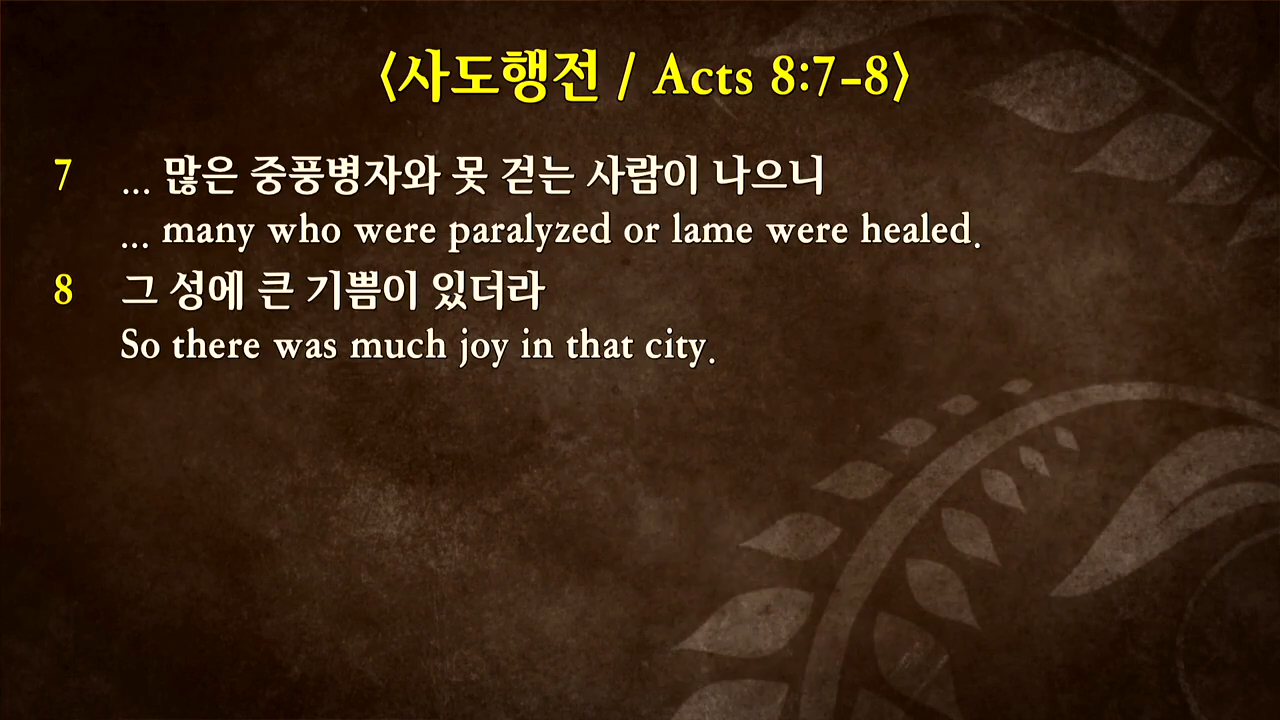 〈사도행전 / Acts 8:7-8〉
7 ... 많은 중풍병자와 못 걷는 사람이 나으니
... many who were paralyzed or lame were healed.
8 그 성에 큰 기쁨이 있더라
So there was much joy in that city.